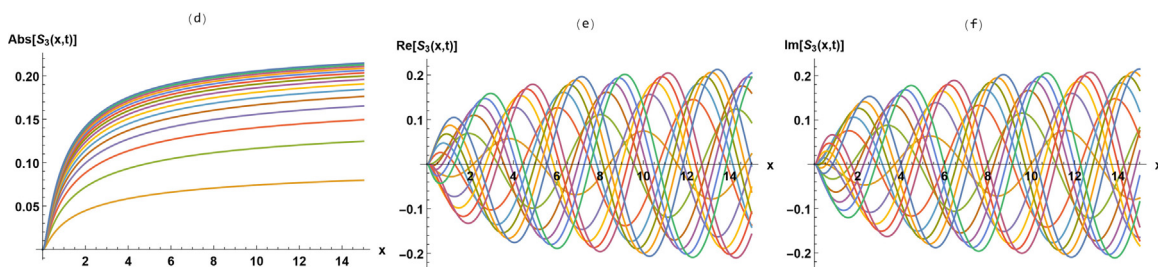 (d)
Abs[S₃(x,t)]
0.20
0.15
0.10
0.05
2 4 6 8 10 12 14
x
(e)
Re[S₃(x,t)]
0.2
0.1
-0.1
-0.2
2 4 6 8 10 12 14
x
(f)
Im[S₃(x,t)]
0.2
0.1
-0.1
-0.2
2 4 6 8 10 12 14
x